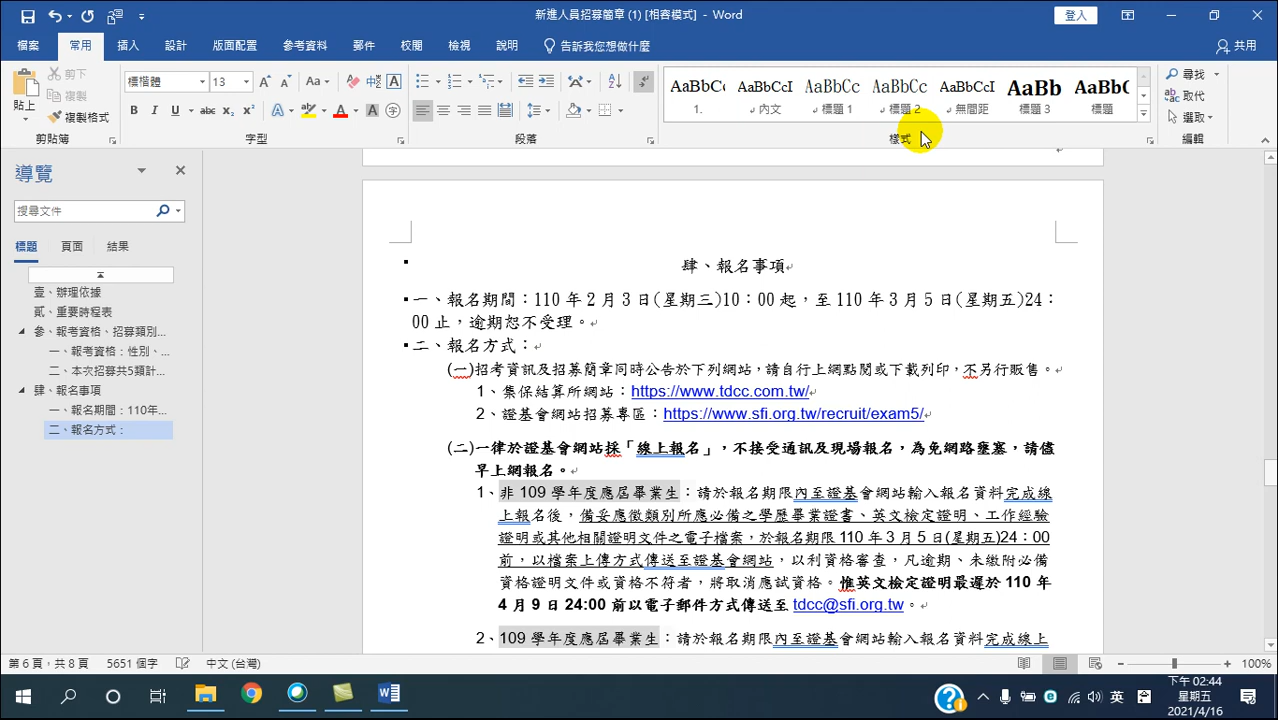 新進人員招募簡章 (1) [相容模式] - Word
登入
檔案 常用 插入 設計 版面配置 參考資料 郵件 校閱 檢視 說明 告訴我您想做什麼 共用
貼上 剪下 複製 複製格式
標楷體 13
AaBbCc AaBbCcI AaBbCc AaBbCc AaBbCcI AaBb AaBb(
1. 內文 標題 1 標題 2 無間距 標題 3 標題
尋找
取代
選取
剪貼簿 字型 段落 樣式 編輯
導覽
搜尋文件
標題 頁面 結果
壹、辦理依據
貳、重要時程表
參、報考資格、招募類別...
一、報考資格：性別、...
二、本次招募共5類計...
肆、報名事項
一、報名期間：110年...
二、報名方式：
肆、報名事項
一、報名期間：110 年 2 月 3 日(星期三)10：00 起，至 110 年 3 月 5 日(星期五)24：
00 止，逾期恕不受理。
二、報名方式：
(一)招考資訊及招募簡章同時公告於下列網站，請自行上網點閱或下載列印，不另行販售。
1、集保結算所網站：https://www.tdcc.com.tw/
2、證基會網站招募專區：https://www.sfi.org.tw/recruit/exam5/
(二)一律於證基會網站採「線上報名」，不接受通訊及現場報名，為免網路壅塞，請儘
早上網報名。
1、非 109 學年度應屆畢業生：請於報名期限內至證基會網站輸入報名資料完成線
上報名後，備妥應徵類別所應必備之學歷畢業證書、英文檢定證明、工作經驗
證明或其他相關證明文件之電子檔案，於報名期限 110 年 3 月 5 日(星期五)24：00
前，以檔案上傳方式傳送至證基會網站，以利資格審查，凡逾期、未繳附必備
資格證明文件或資格不符者，將取消應試資格。惟英文檢定證明最遲於 110 年
4 月 9 日 24:00 前以電子郵件方式傳送至 tdcc@sfi.org.tw。
2、109 學年度應屆畢業生：請於報名期限內至證基會網站輸入報名資料完成線上
第 6 頁，共 8 頁 5651 個字 中文 (台灣) 100%
英
下午 02:44
星期五
2021/4/16